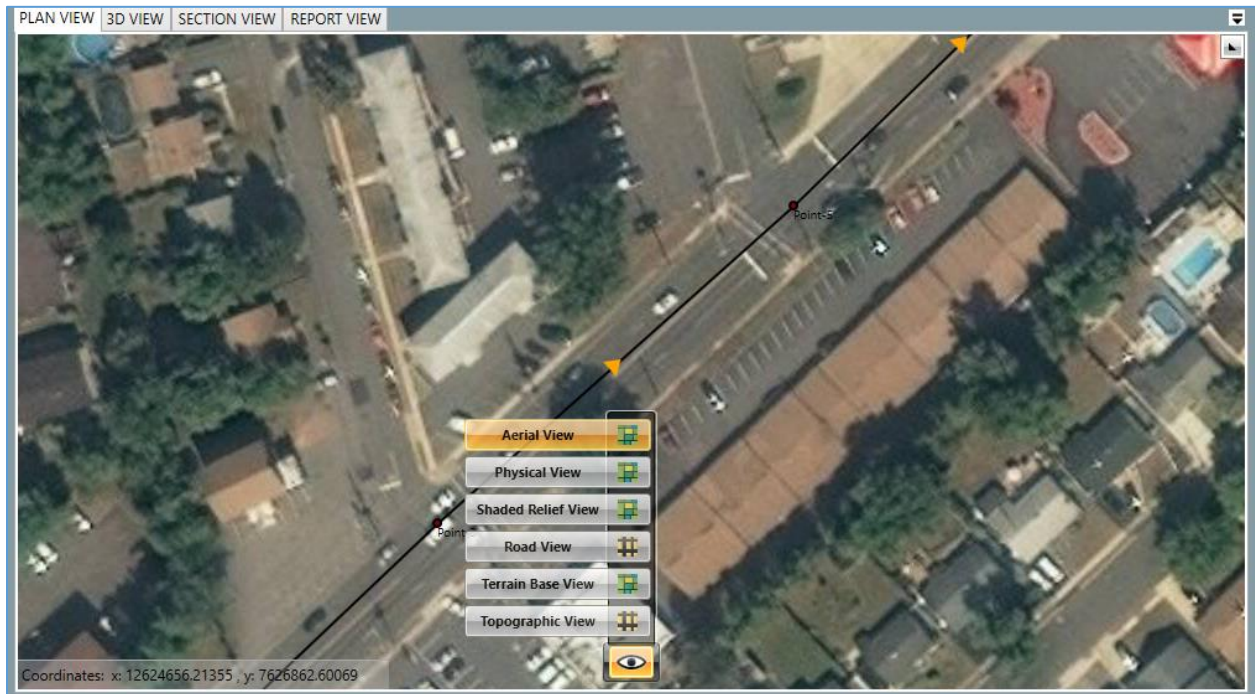 PLAN VIEW 3D VIEW SECTION VIEW REPORT VIEW
Point-5
Aerial View
Physical View
Shaded Relief View
Road View
Point
Terrain Base View
Topographic View
Coordinates: x: 12624656.21355 , y: 7626862.60069